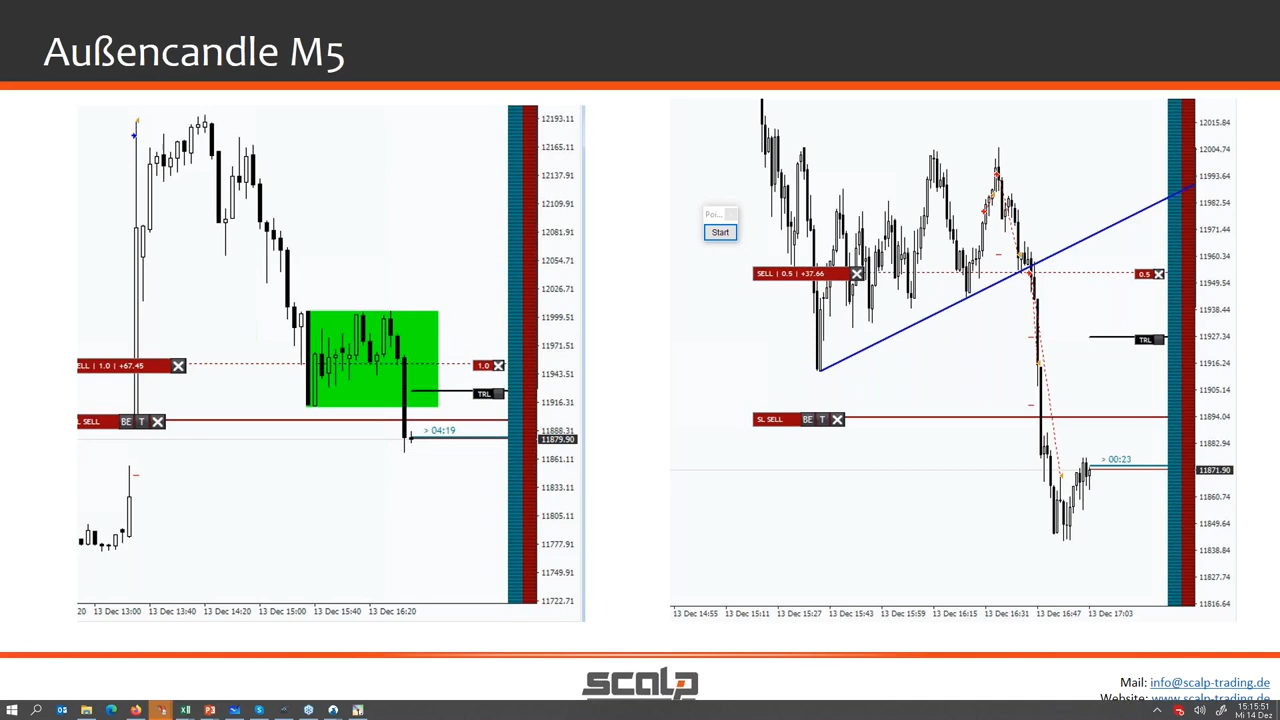 Außencandle M5
12193.11
12165.11
12137.91
12109.91
12081.91
12054.71
12026.71
11999.51
11971.51
11943.51
11916.31
11888.31
11879.90
11861.11
11833.11
11805.11
11777.91
11749.91
11722.71
SELL | 1.0 | +67.45
1.0
TRL
SELL
BE T
> 04:19
20 13 Dec 13:00 13 Dec 13:40 13 Dec 14:20 13 Dec 15:00 13 Dec 15:40 13 Dec 16:20
12015.84
12004.74
11993.64
11982.54
11971.44
11960.34
11949.54
11938.44
11927.34
11916.24
11905.14
11894.04
11882.94
11871.90
11860.74
11849.64
11838.54
11827.74
11816.64
Poi...
Start
SELL | 0.5 | +37.66
0.5
TRL
SL SELL BE T
> 00:23
13 Dec 14:55 13 Dec 15:11 13 Dec 15:27 13 Dec 15:43 13 Dec 15:59 13 Dec 16:15 13 Dec 16:31 13 Dec 16:47 13 Dec 17:03
scalp
Mail: info@scalp-trading.de
Website: www.scalp-trading.de
15:15:51
Mi 14 Dez